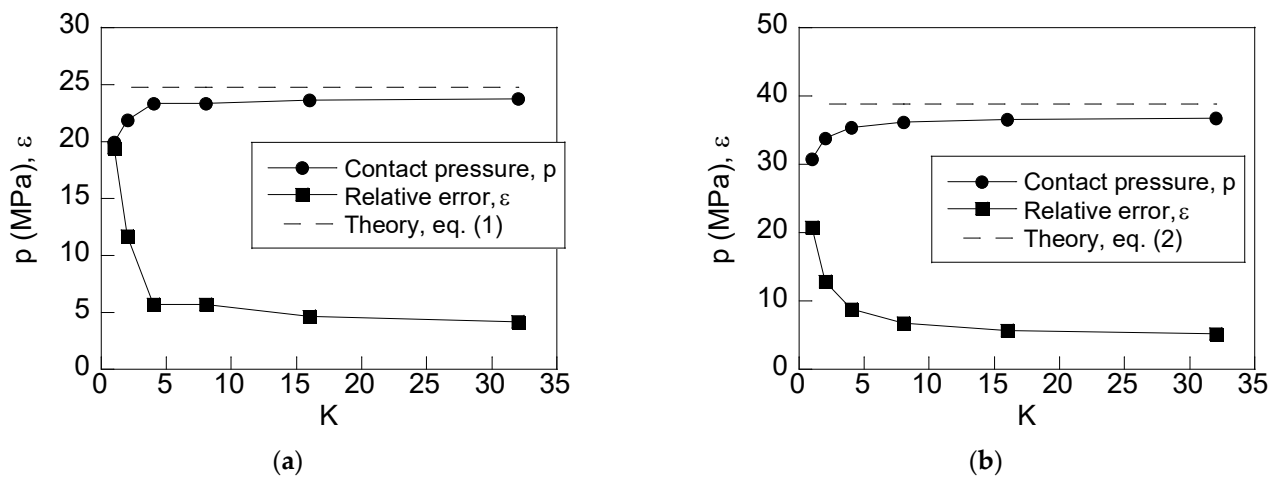 30
25
20
15
10
5
0
p (MPa), ε
Contact pressure, p
Relative error, ε
Theory, eq. (1)
0 5 10 15 20 25 30 35
K
(a)
50
40
30
20
10
0
p (MPa), ε
Contact pressure, p
Relative error, ε
Theory, eq. (2)
0 5 10 15 20 25 30 35
K
(b)